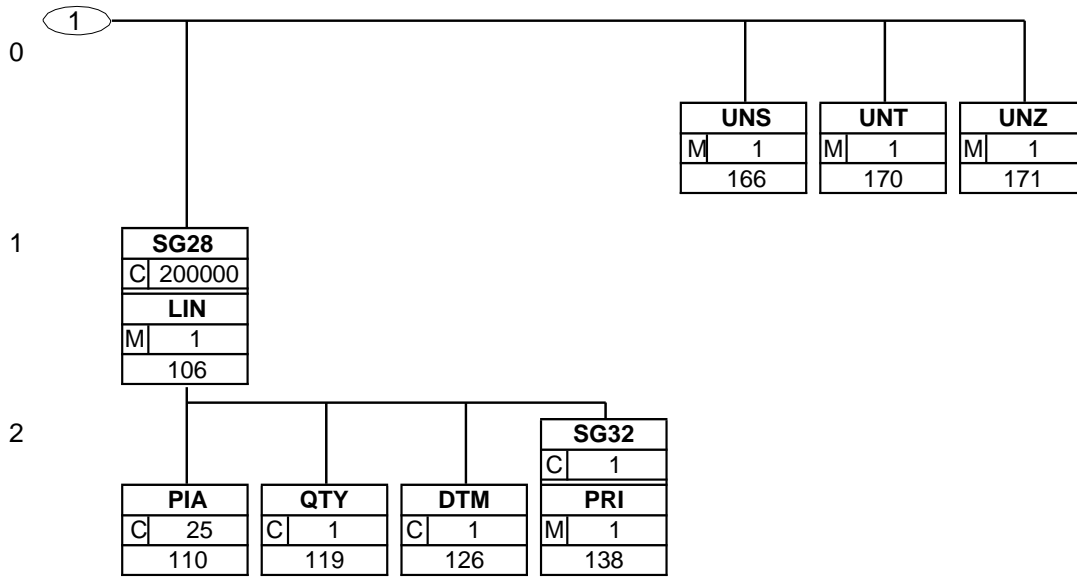 1
0
UNS UNT UNZ
M 1 M 1 M 1
166 170 171
1
SG28
C 200000
LIN
M 1
106
2
SG32
C 1
PIA QTY DTM PRI
C 25 C 1 C 1 M 1
110 119 126 138